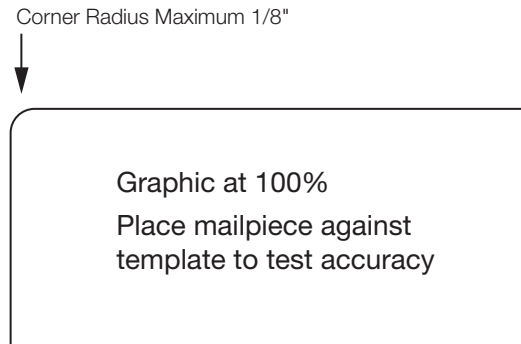 Corner Radius Maximum 1/8"
Graphic at 100%
Place mailpiece against
template to test accuracy